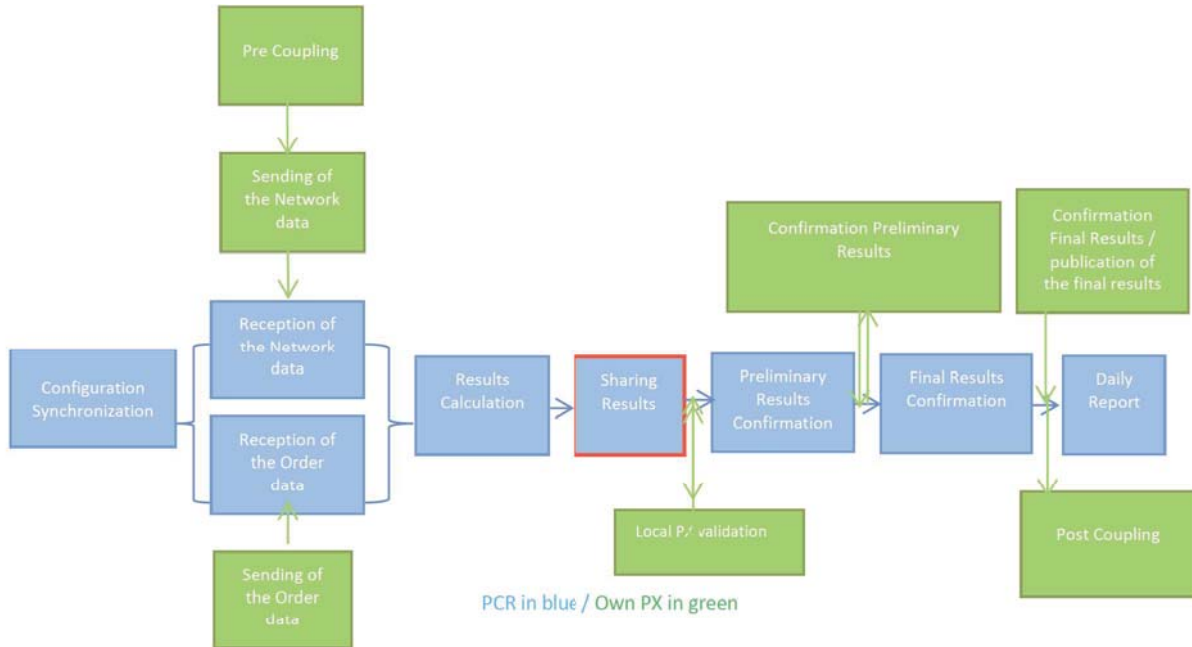 Pre Coupling
Sending of
the Network
data
Confirmation Preliminary
Results
Confirmation
Final Results /
publication of
the final results
Reception of
the Network
data
Configuration
Synchronization
Results
Calculation
Sharing
Results
Preliminary
Results
Confirmation
Final Results
Confirmation
Daily
Report
Reception of
the Order
data
Local PX validation
Post Coupling
Sending of
the Order
data
PCR in blue / Own PX in green